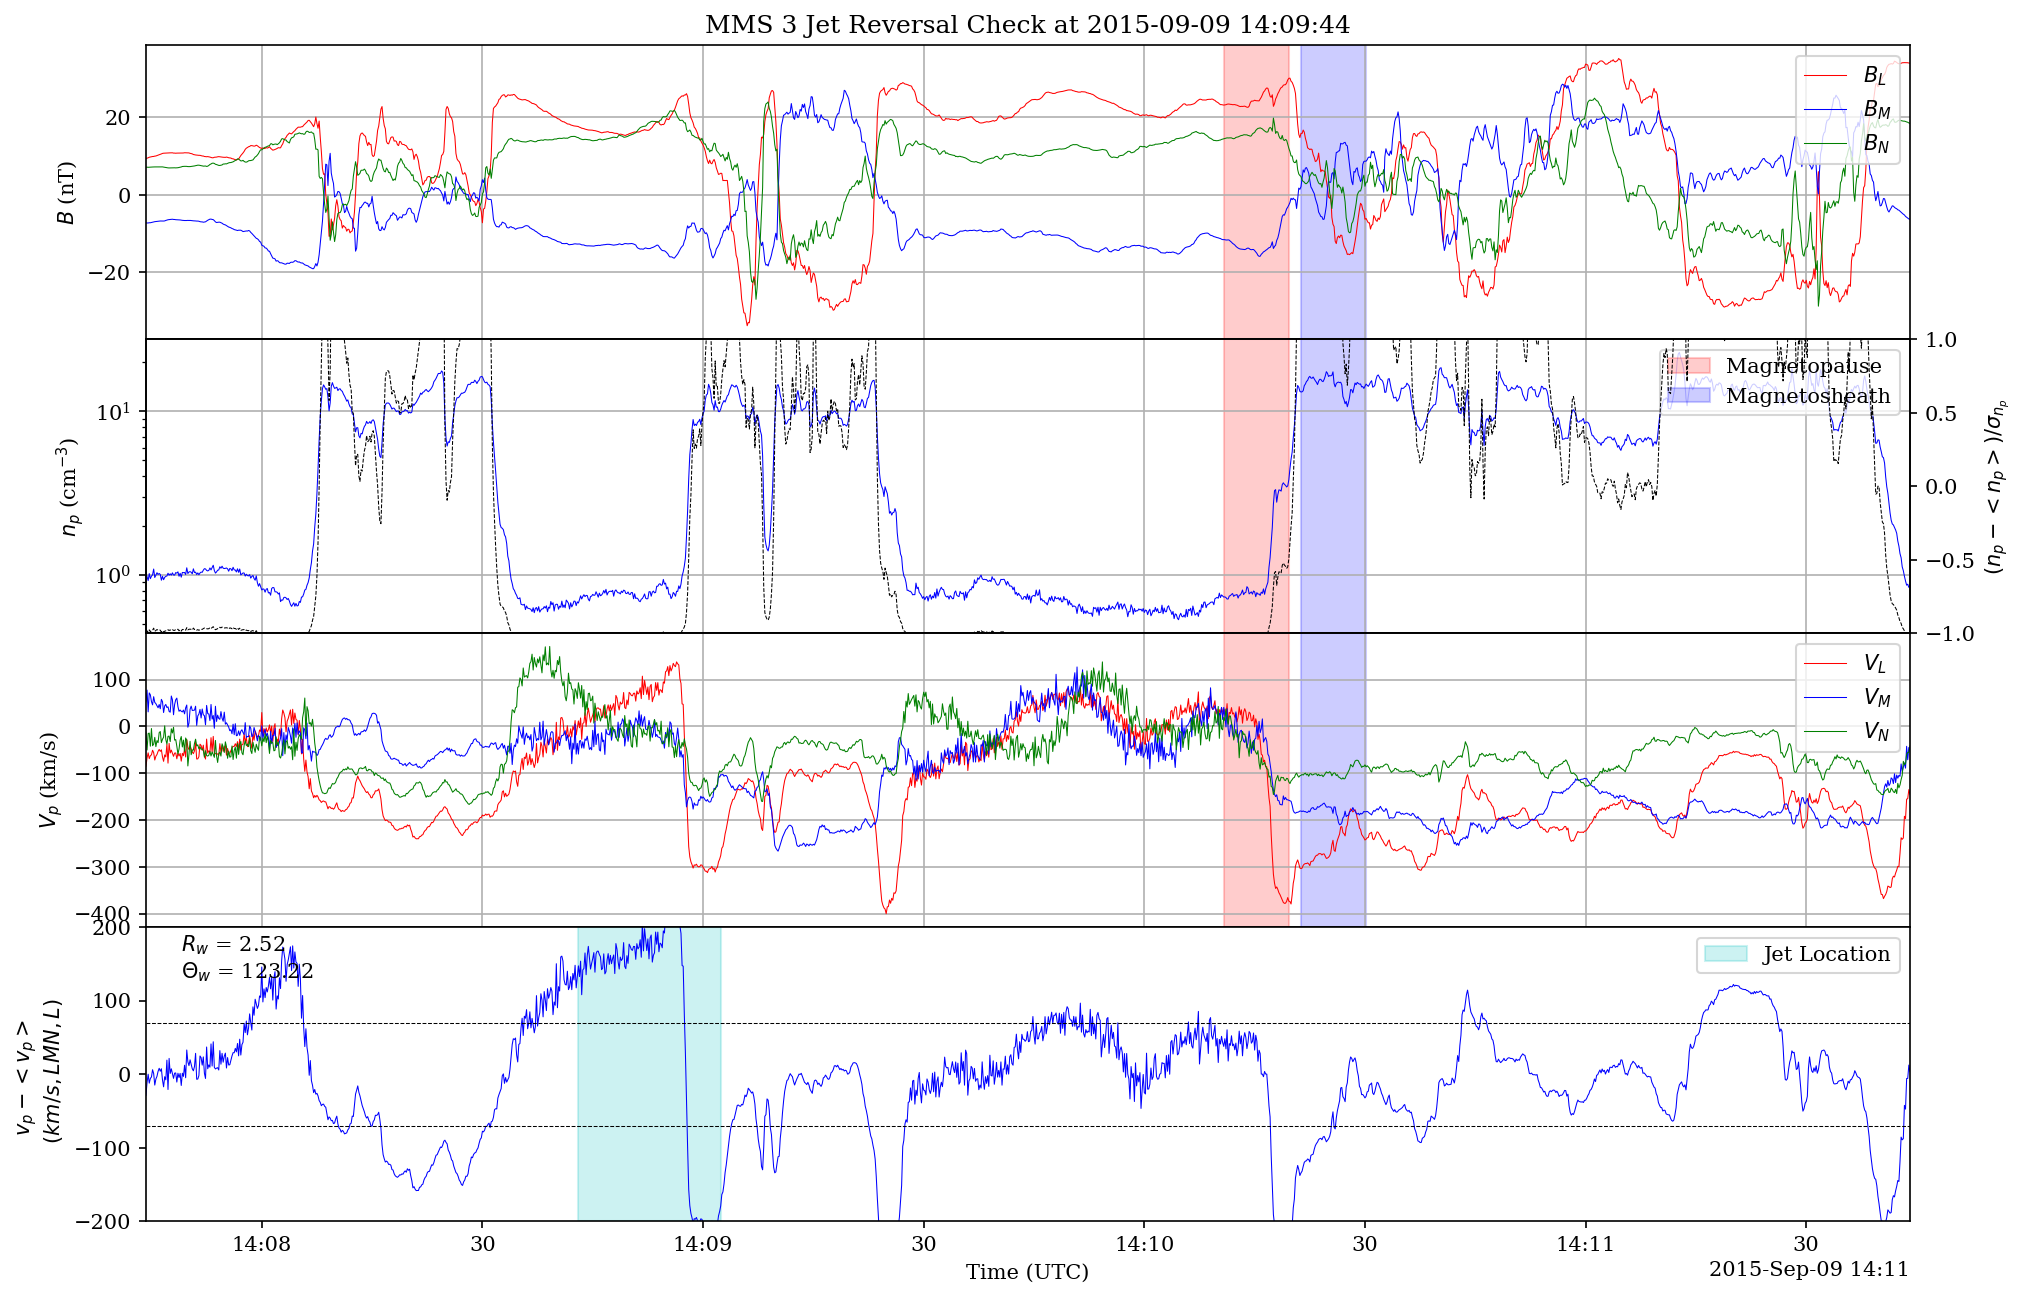 MMS 3 Jet Reversal Check at 2015-09-09 14:09:44
B (nT)
20
0
−20
B_L
B_M
B_N
n_p (cm^{−3})
10^1
10^0
1.0
0.5
0.0
−0.5
−1.0
(n_p − < n_p >)/σ_{n_p}
Magnetopause
Magnetosheath
V_p (km/s)
100
0
−100
−200
−300
−400
V_L
V_M
V_N
v_p − < v_p >
(km/s, LMN, L)
200
100
0
−100
−200
R_w = 2.52
Θ_w = 123.22
Jet Location
14:08 30 14:09 30 14:10 30 14:11 30
Time (UTC)
2015-Sep-09 14:11